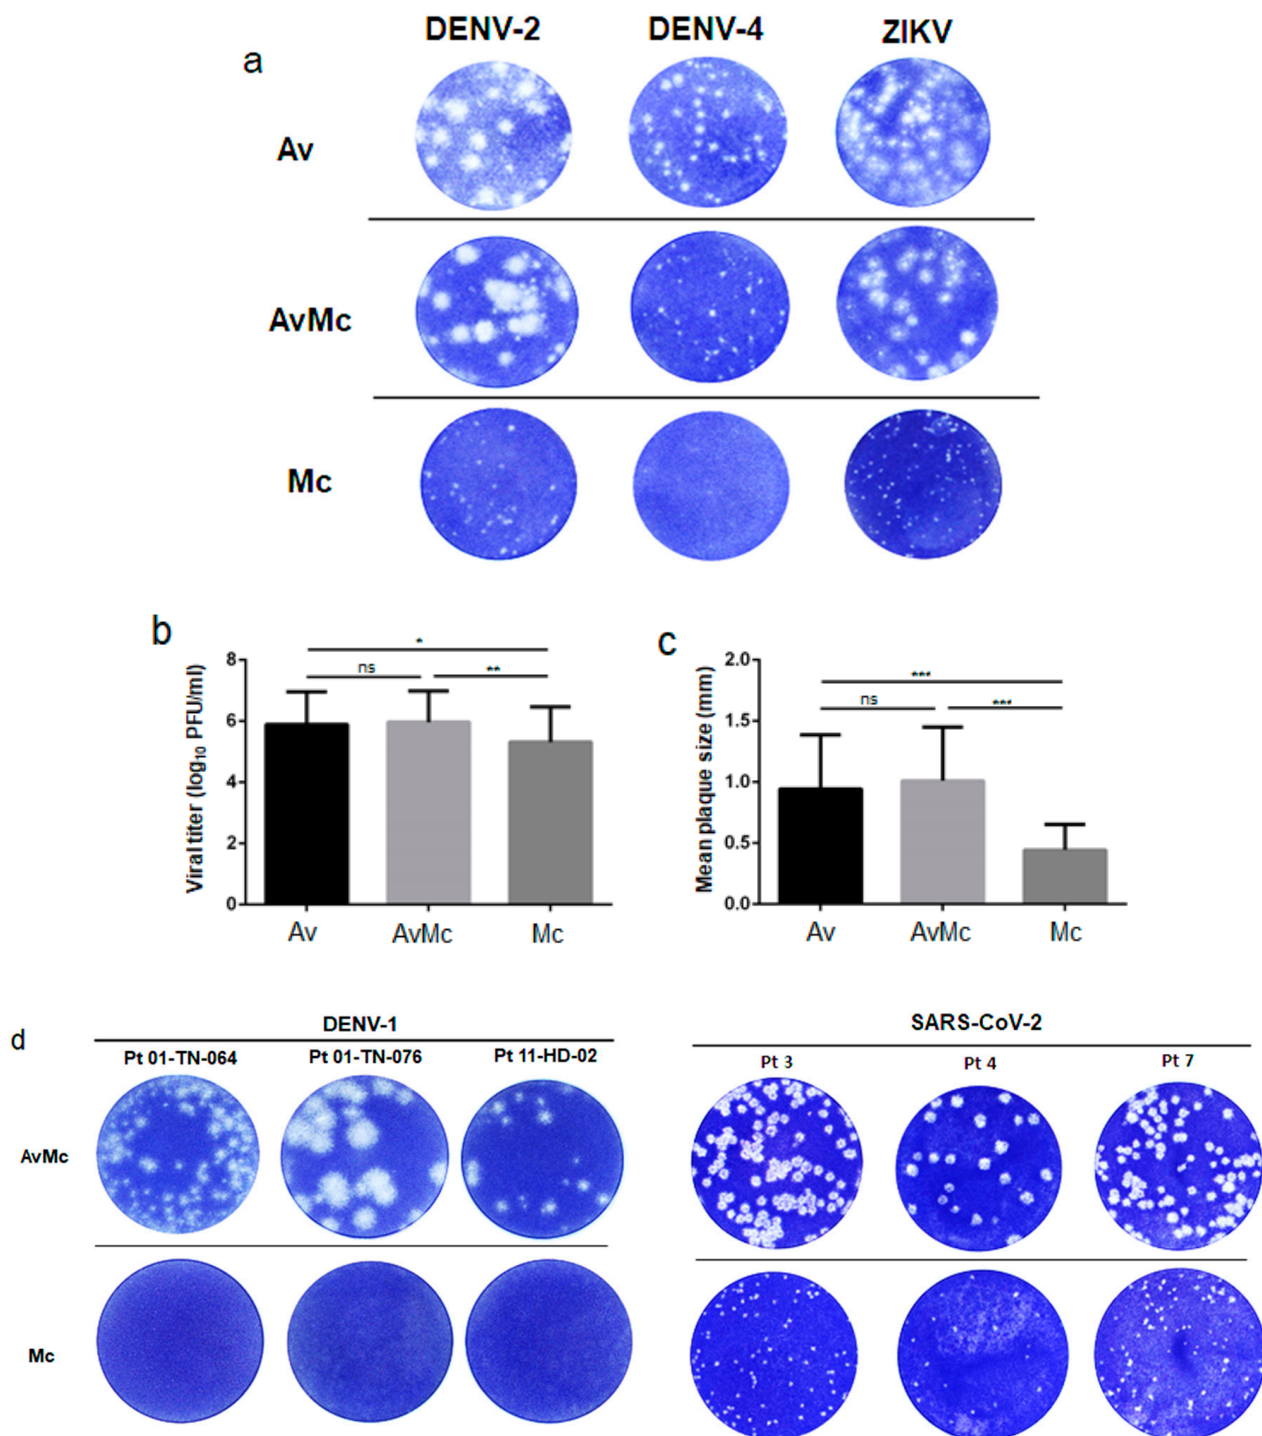 a
DENV-2 DENV-4 ZIKV
Av
AvMc
Mc
b
Viral titer (log₁₀ PFU/ml)
8
6
4
2
0
*
ns **
Av AvMc Mc
c
Mean plaque size (mm)
2.0
1.5
1.0
0.5
0.0
***
ns ***
Av AvMc Mc
d
DENV-1
Pt 01-TN-064 Pt 01-TN-076 Pt 11-HD-02
SARS-CoV-2
Pt 3 Pt 4 Pt 7
AvMc
Mc